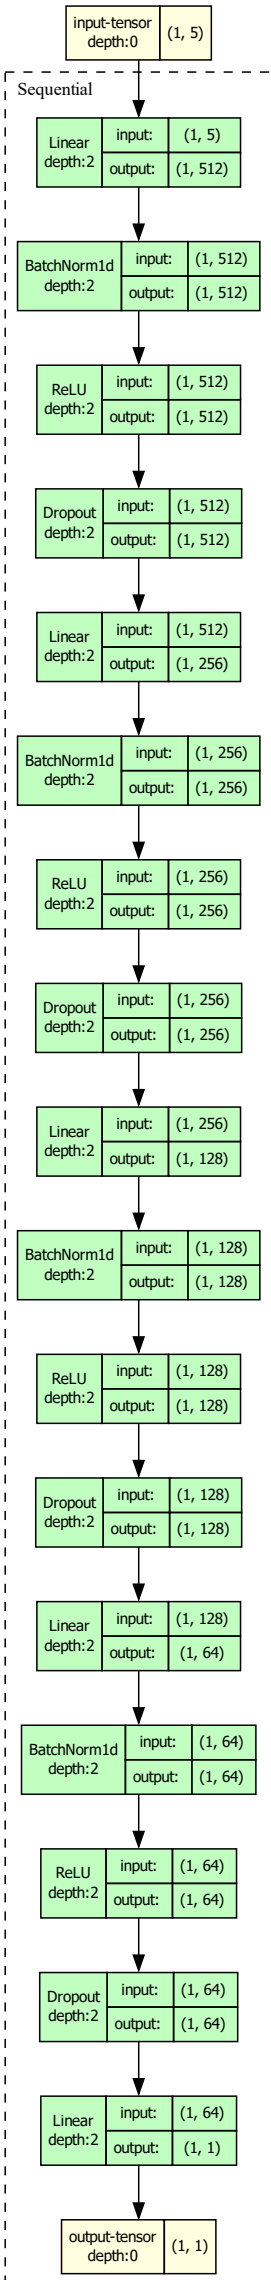 input-tensor
depth:0
(1, 5)
Sequential
Linear
depth:2
input:
(1, 5)
output:
(1, 512)
BatchNorm1d
depth:2
input:
(1, 512)
output:
(1, 512)
ReLU
depth:2
input:
(1, 512)
output:
(1, 512)
Dropout
depth:2
input:
(1, 512)
output:
(1, 512)
Linear
depth:2
input:
(1, 512)
output:
(1, 256)
BatchNorm1d
depth:2
input:
(1, 256)
output:
(1, 256)
ReLU
depth:2
input:
(1, 256)
output:
(1, 256)
Dropout
depth:2
input:
(1, 256)
output:
(1, 256)
Linear
depth:2
input:
(1, 256)
output:
(1, 128)
BatchNorm1d
depth:2
input:
(1, 128)
output:
(1, 128)
ReLU
depth:2
input:
(1, 128)
output:
(1, 128)
Dropout
depth:2
input:
(1, 128)
output:
(1, 128)
Linear
depth:2
input:
(1, 128)
output:
(1, 64)
BatchNorm1d
depth:2
input:
(1, 64)
output:
(1, 64)
ReLU
depth:2
input:
(1, 64)
output:
(1, 64)
Dropout
depth:2
input:
(1, 64)
output:
(1, 64)
Linear
depth:2
input:
(1, 64)
output:
(1, 1)
output-tensor
depth:0
(1, 1)